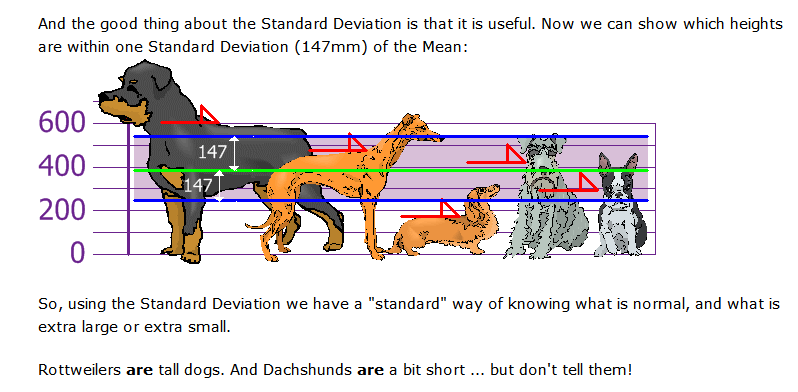 And the good thing about the Standard Deviation is that it is useful. Now we can show which heights
are within one Standard Deviation (147mm) of the Mean:
600
147
400
147
200
0
So, using the Standard Deviation we have a "standard" way of knowing what is normal, and what is
extra large or extra small.
Rottweilers are tall dogs. And Dachshunds are a bit short ... but don't tell them!